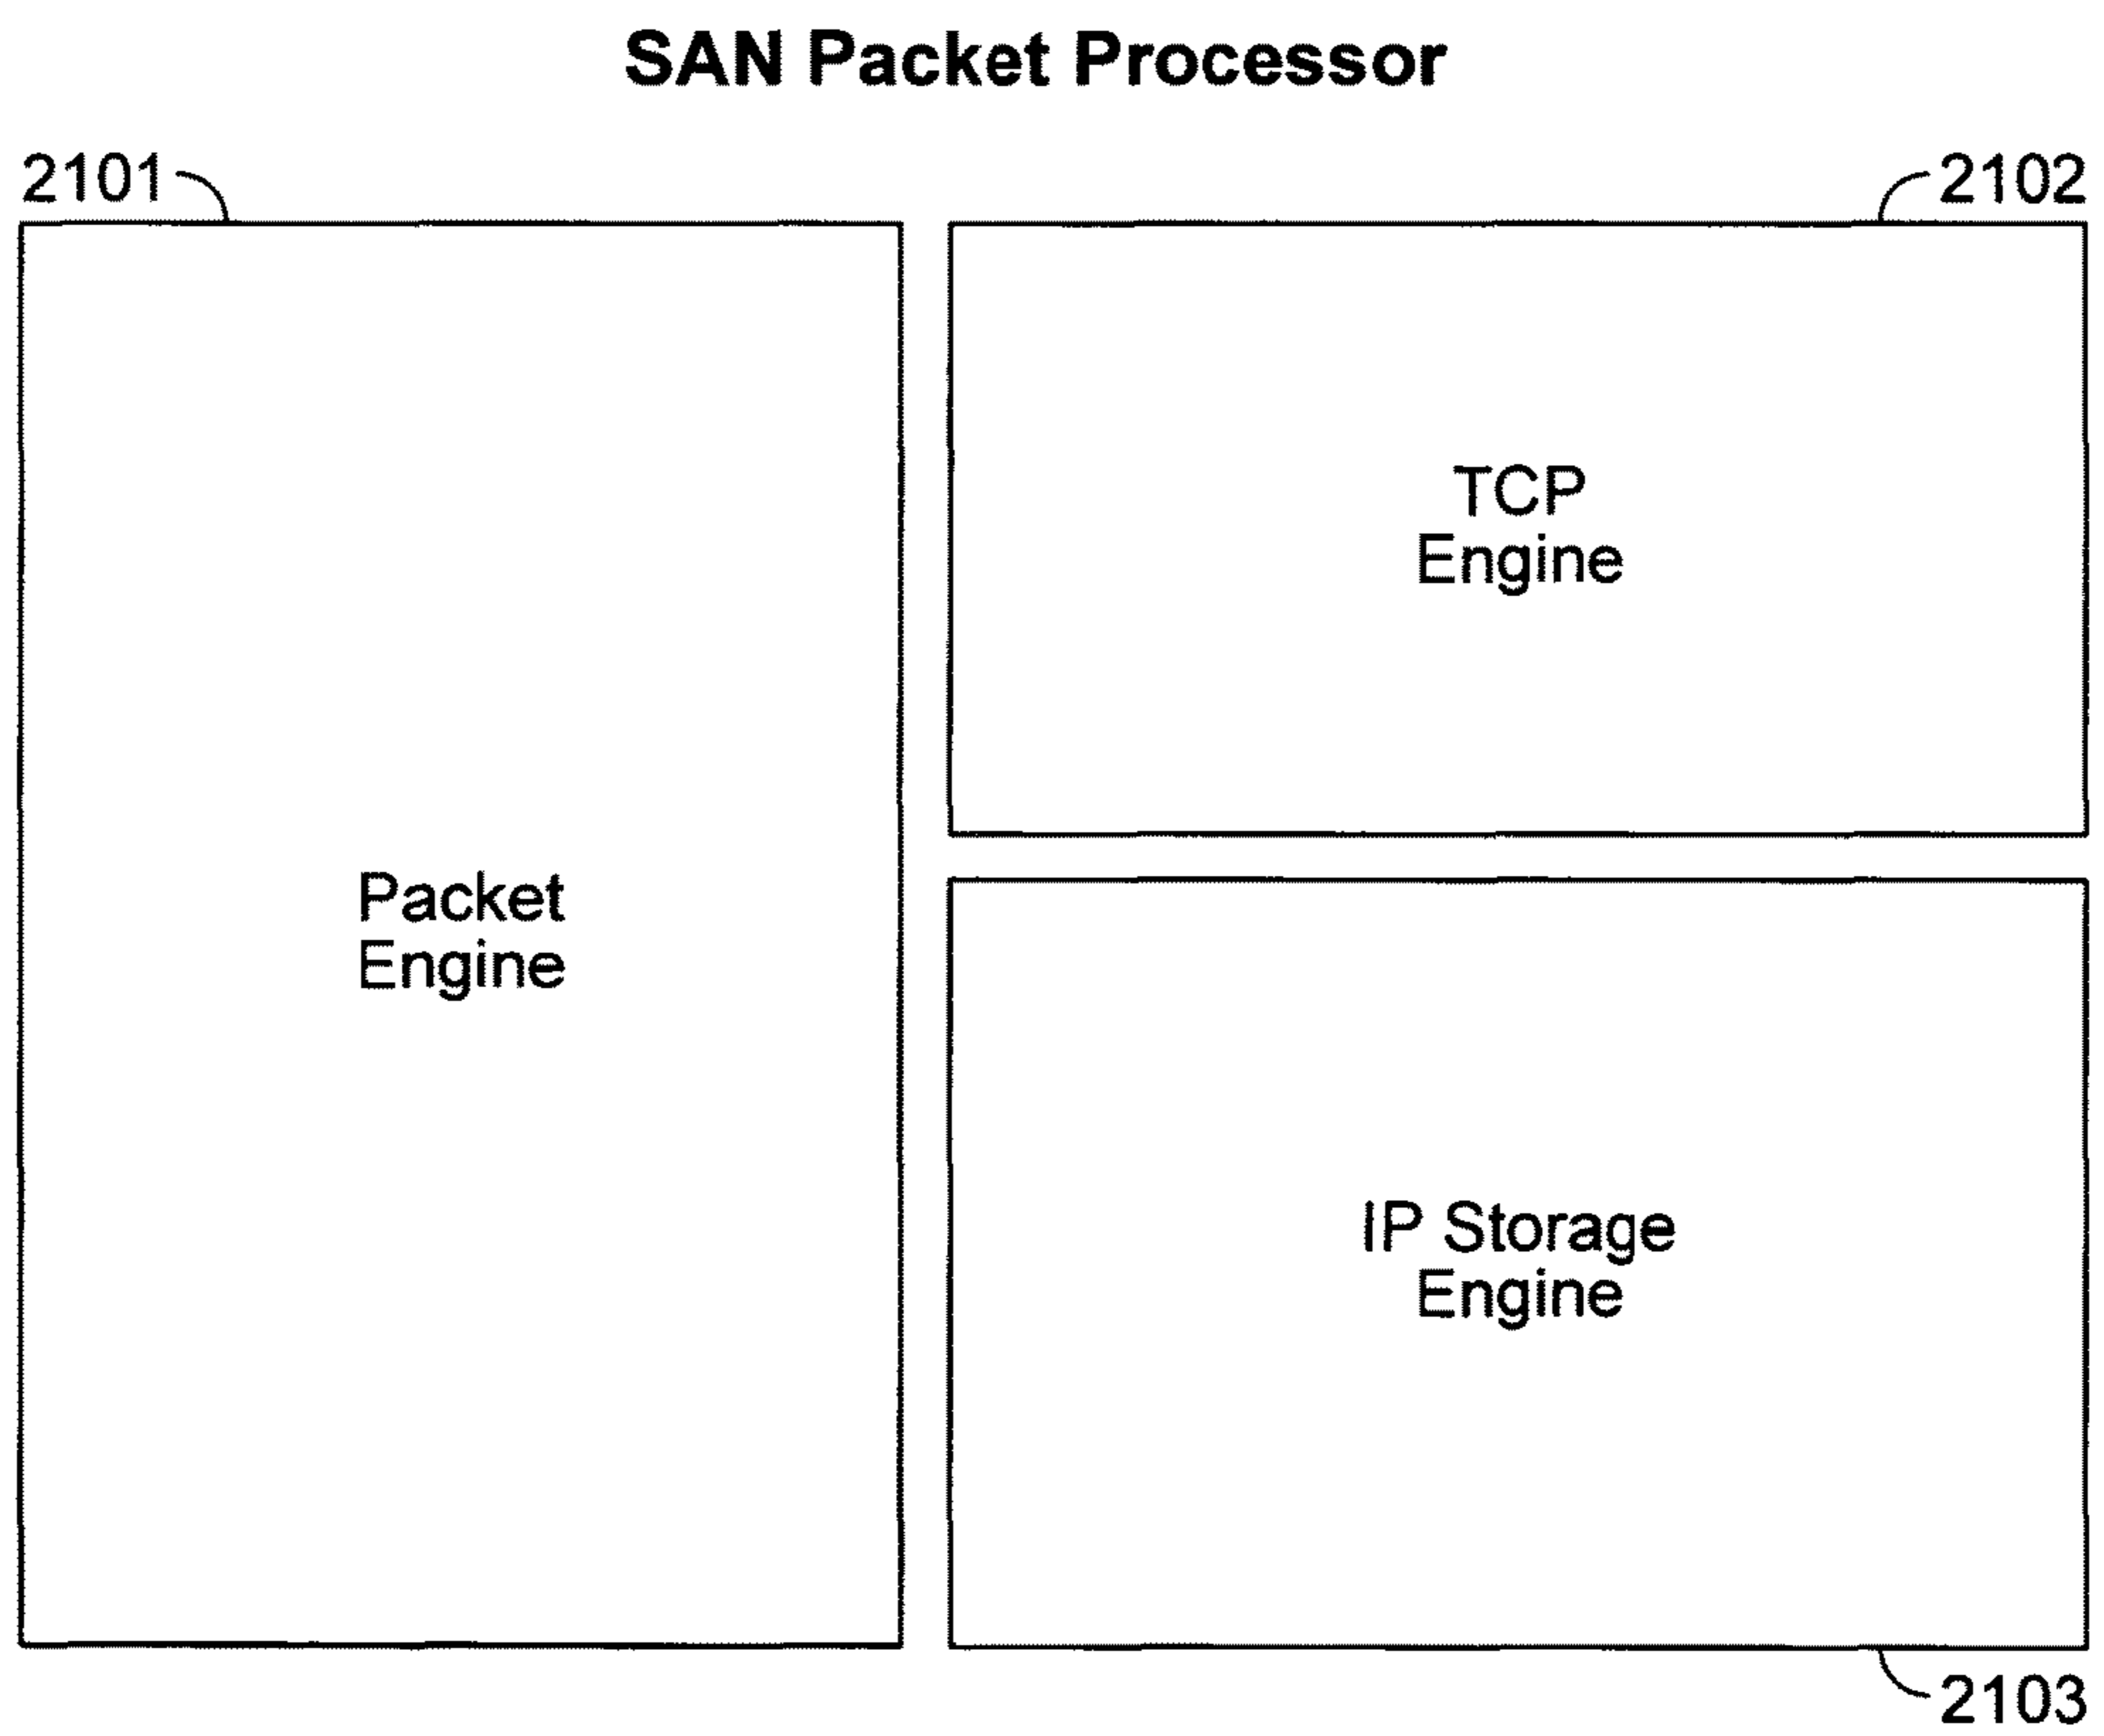 SAN Packet Processor
2101
2102
Packet
Engine
TCP
Engine
IP Storage
Engine
2103